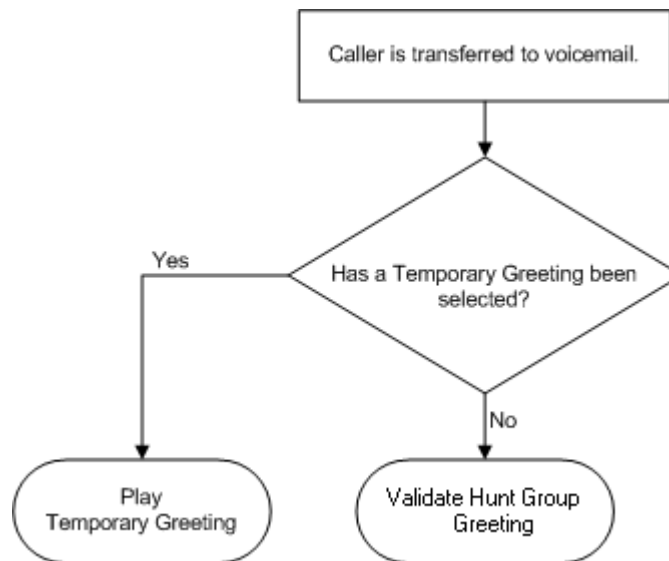 Caller is transferred to voicemail.
Has a Temporary Greeting been
selected?
Yes
No
Play
Temporary Greeting
Validate Hunt Group
Greeting